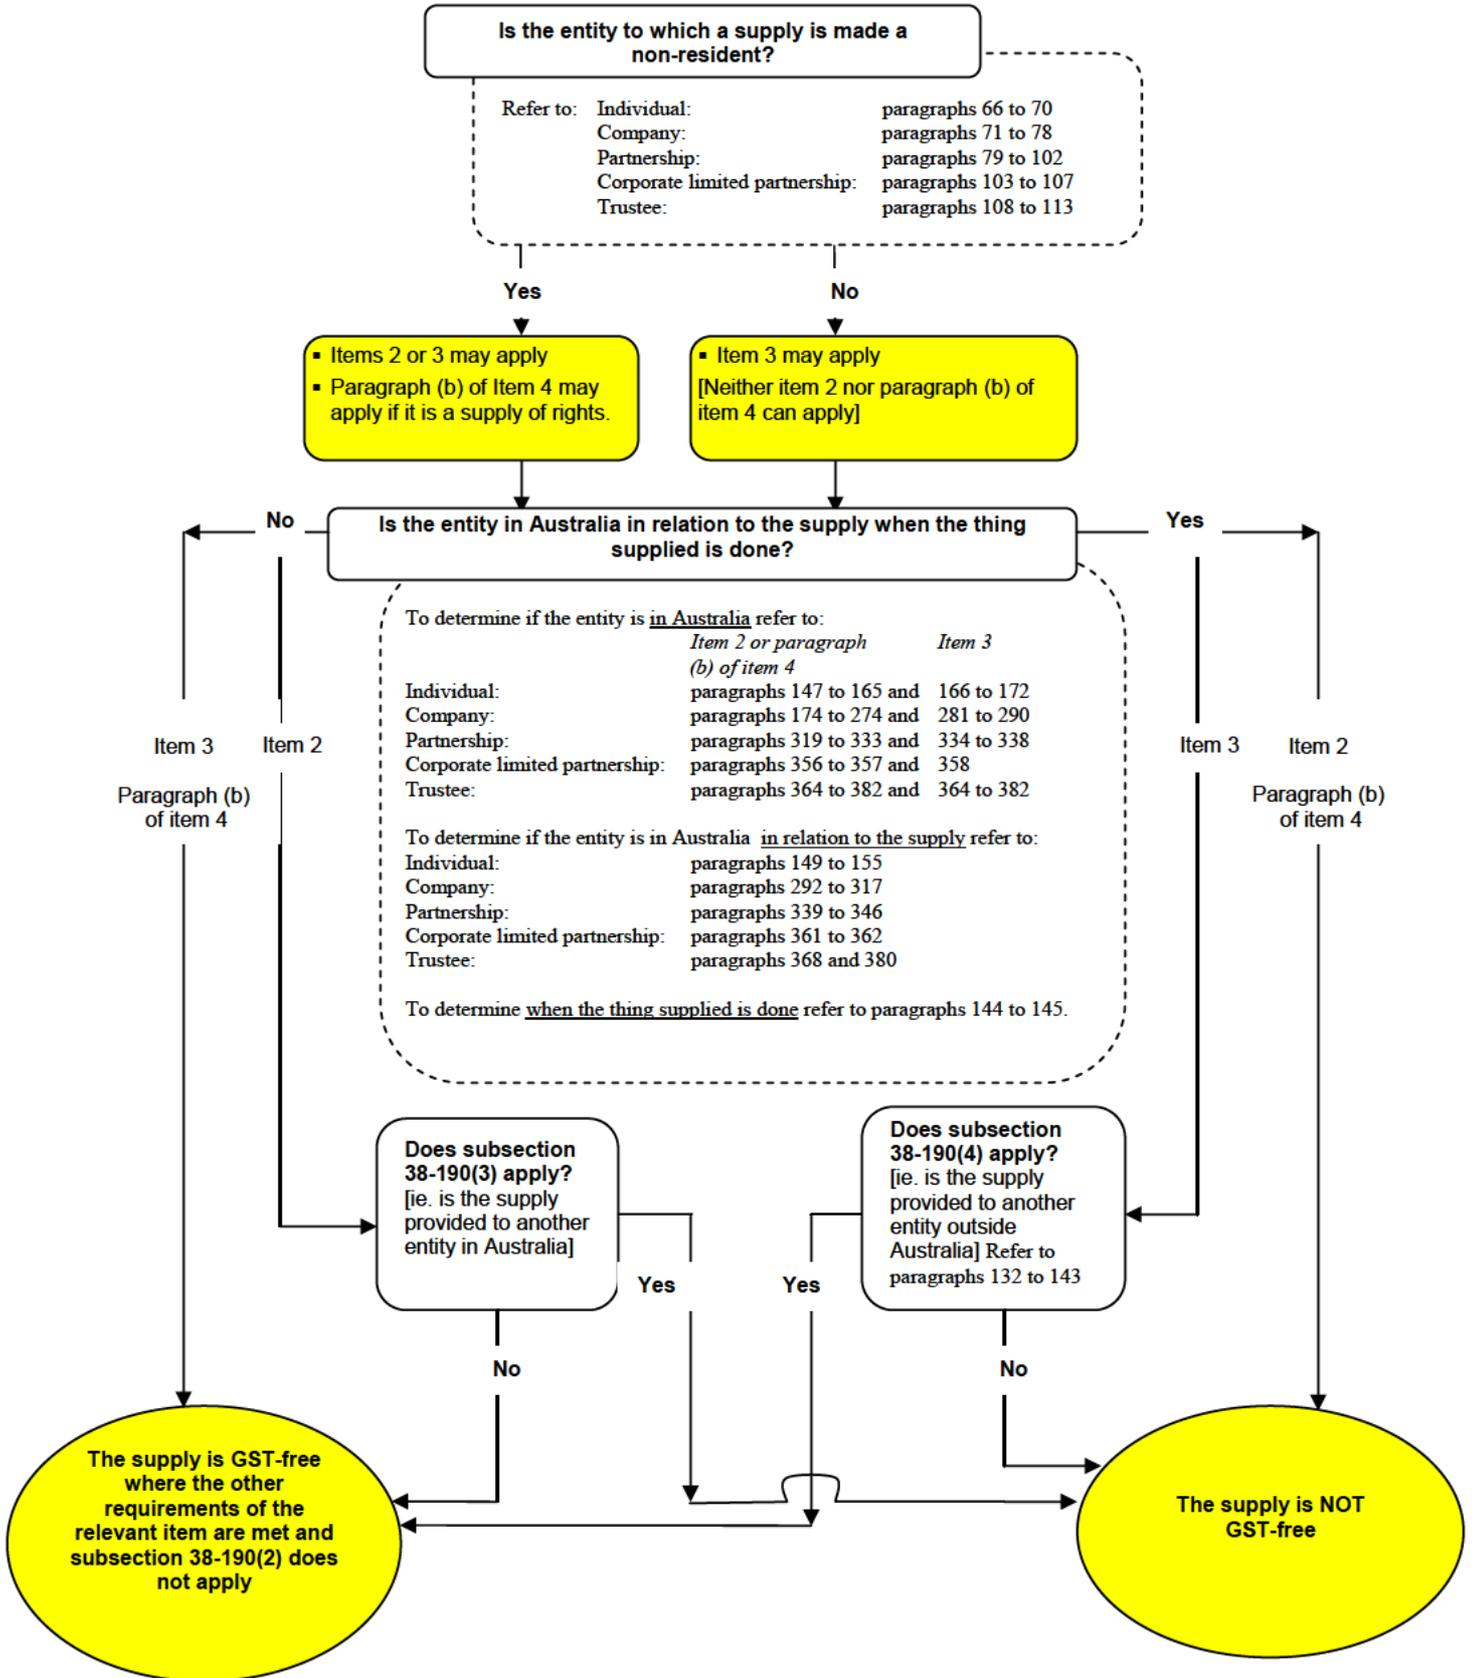 Is the entity to which a supply is made a
non-resident?
Refer to: Individual: paragraphs 66 to 70
Company: paragraphs 71 to 78
Partnership: paragraphs 79 to 102
Corporate limited partnership: paragraphs 103 to 107
Trustee: paragraphs 108 to 113
Yes No
▪ Items 2 or 3 may apply
▪ Paragraph (b) of Item 4 may
apply if it is a supply of rights.
▪ Item 3 may apply
[Neither item 2 nor paragraph (b) of
item 4 can apply]
No
Is the entity in Australia in relation to the supply when the thing
supplied is done?
Yes
To determine if the entity is in Australia refer to:
Item 2 or paragraph Item 3
(b) of item 4
Individual: paragraphs 147 to 165 and 166 to 172
Company: paragraphs 174 to 274 and 281 to 290
Partnership: paragraphs 319 to 333 and 334 to 338
Corporate limited partnership: paragraphs 356 to 357 and 358
Trustee: paragraphs 364 to 382 and 364 to 382
To determine if the entity is in Australia in relation to the supply refer to:
Individual: paragraphs 149 to 155
Company: paragraphs 292 to 317
Partnership: paragraphs 339 to 346
Corporate limited partnership: paragraphs 361 to 362
Trustee: paragraphs 368 and 380
To determine when the thing supplied is done refer to paragraphs 144 to 145.
Item 3 Item 2
Paragraph (b)
of item 4
Item 3 Item 2
Paragraph (b)
of item 4
Does subsection
38-190(3) apply?
[ie. is the supply
provided to another
entity in Australia]
Does subsection
38-190(4) apply?
[ie. is the supply
provided to another
entity outside
Australia] Refer to
paragraphs 132 to 143
Yes Yes
No No
The supply is GST-free
where the other
requirements of the
relevant item are met and
subsection 38-190(2) does
not apply
The supply is NOT
GST-free